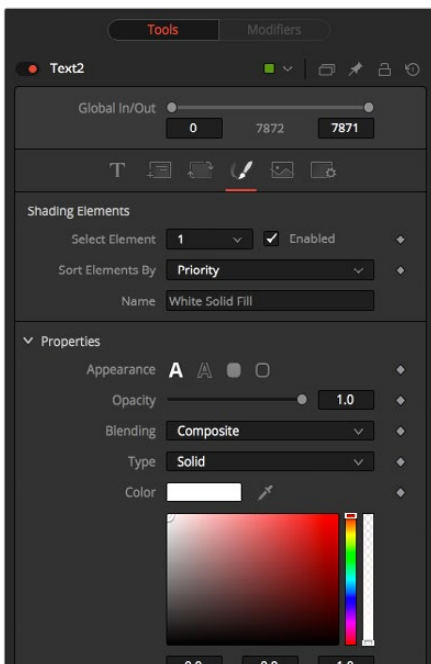 Tools Modifiers
Text2
Global In/Out
0 7872 7871
T
Shading Elements
Select Element 1 Enabled
Sort Elements By Priority
Name White Solid Fill
Properties
Appearance A A
Opacity 1.0
Blending Composite
Type Solid
Color